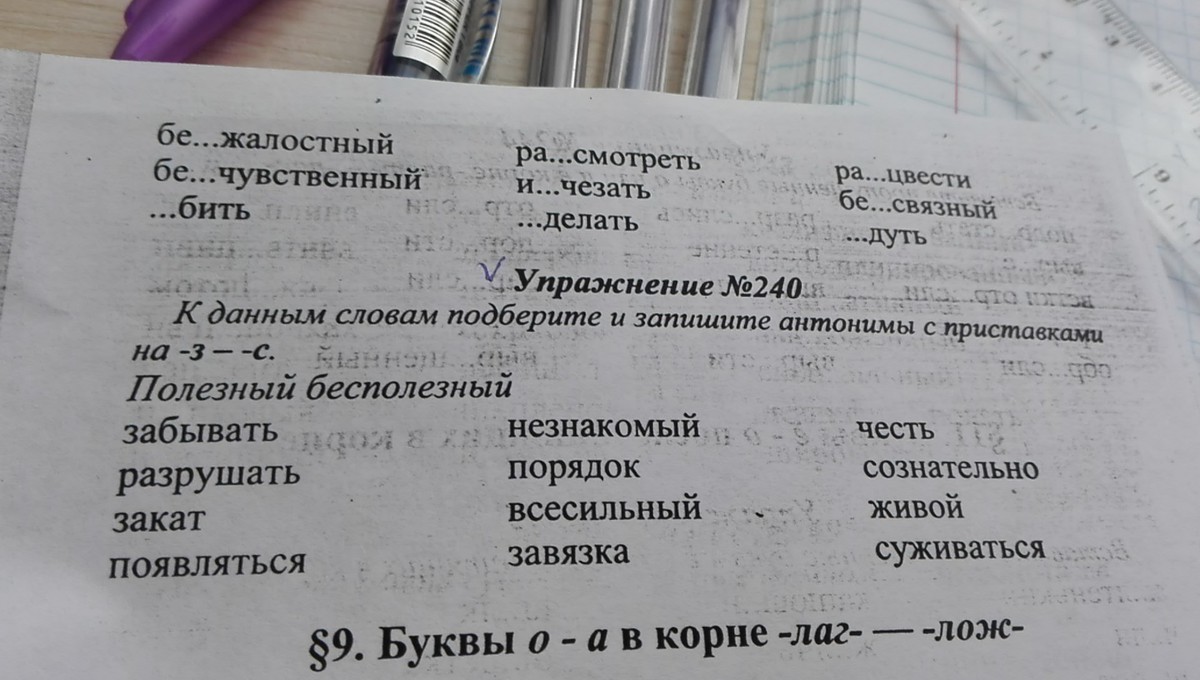 бе...жалостный ра...смотреть ра...цвести
бе...чувственный и...чезать бе...связный
...бить ...делать ...дуть
Упражнение №240
К данным словам подберите и запишите антонимы с приставками
на -з – -с.
Полезный бесполезный
забывать незнакомый честь
разрушать порядок сознательно
закат всесильный живой
появляться завязка суживаться
§9. Буквы о - а в корне -лаг- — -лож-